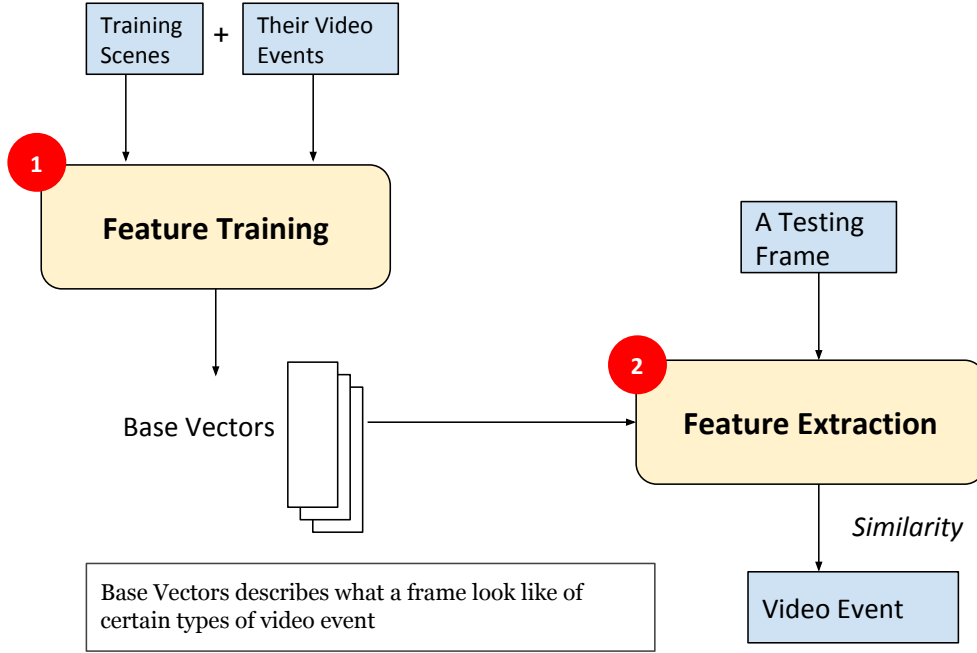 Training
Scenes
+
Their Video
Events
1
Feature Training
A Testing
Frame
2
Feature Extraction
Base Vectors
Similarity
Video Event
Base Vectors describes what a frame look like of
certain types of video event